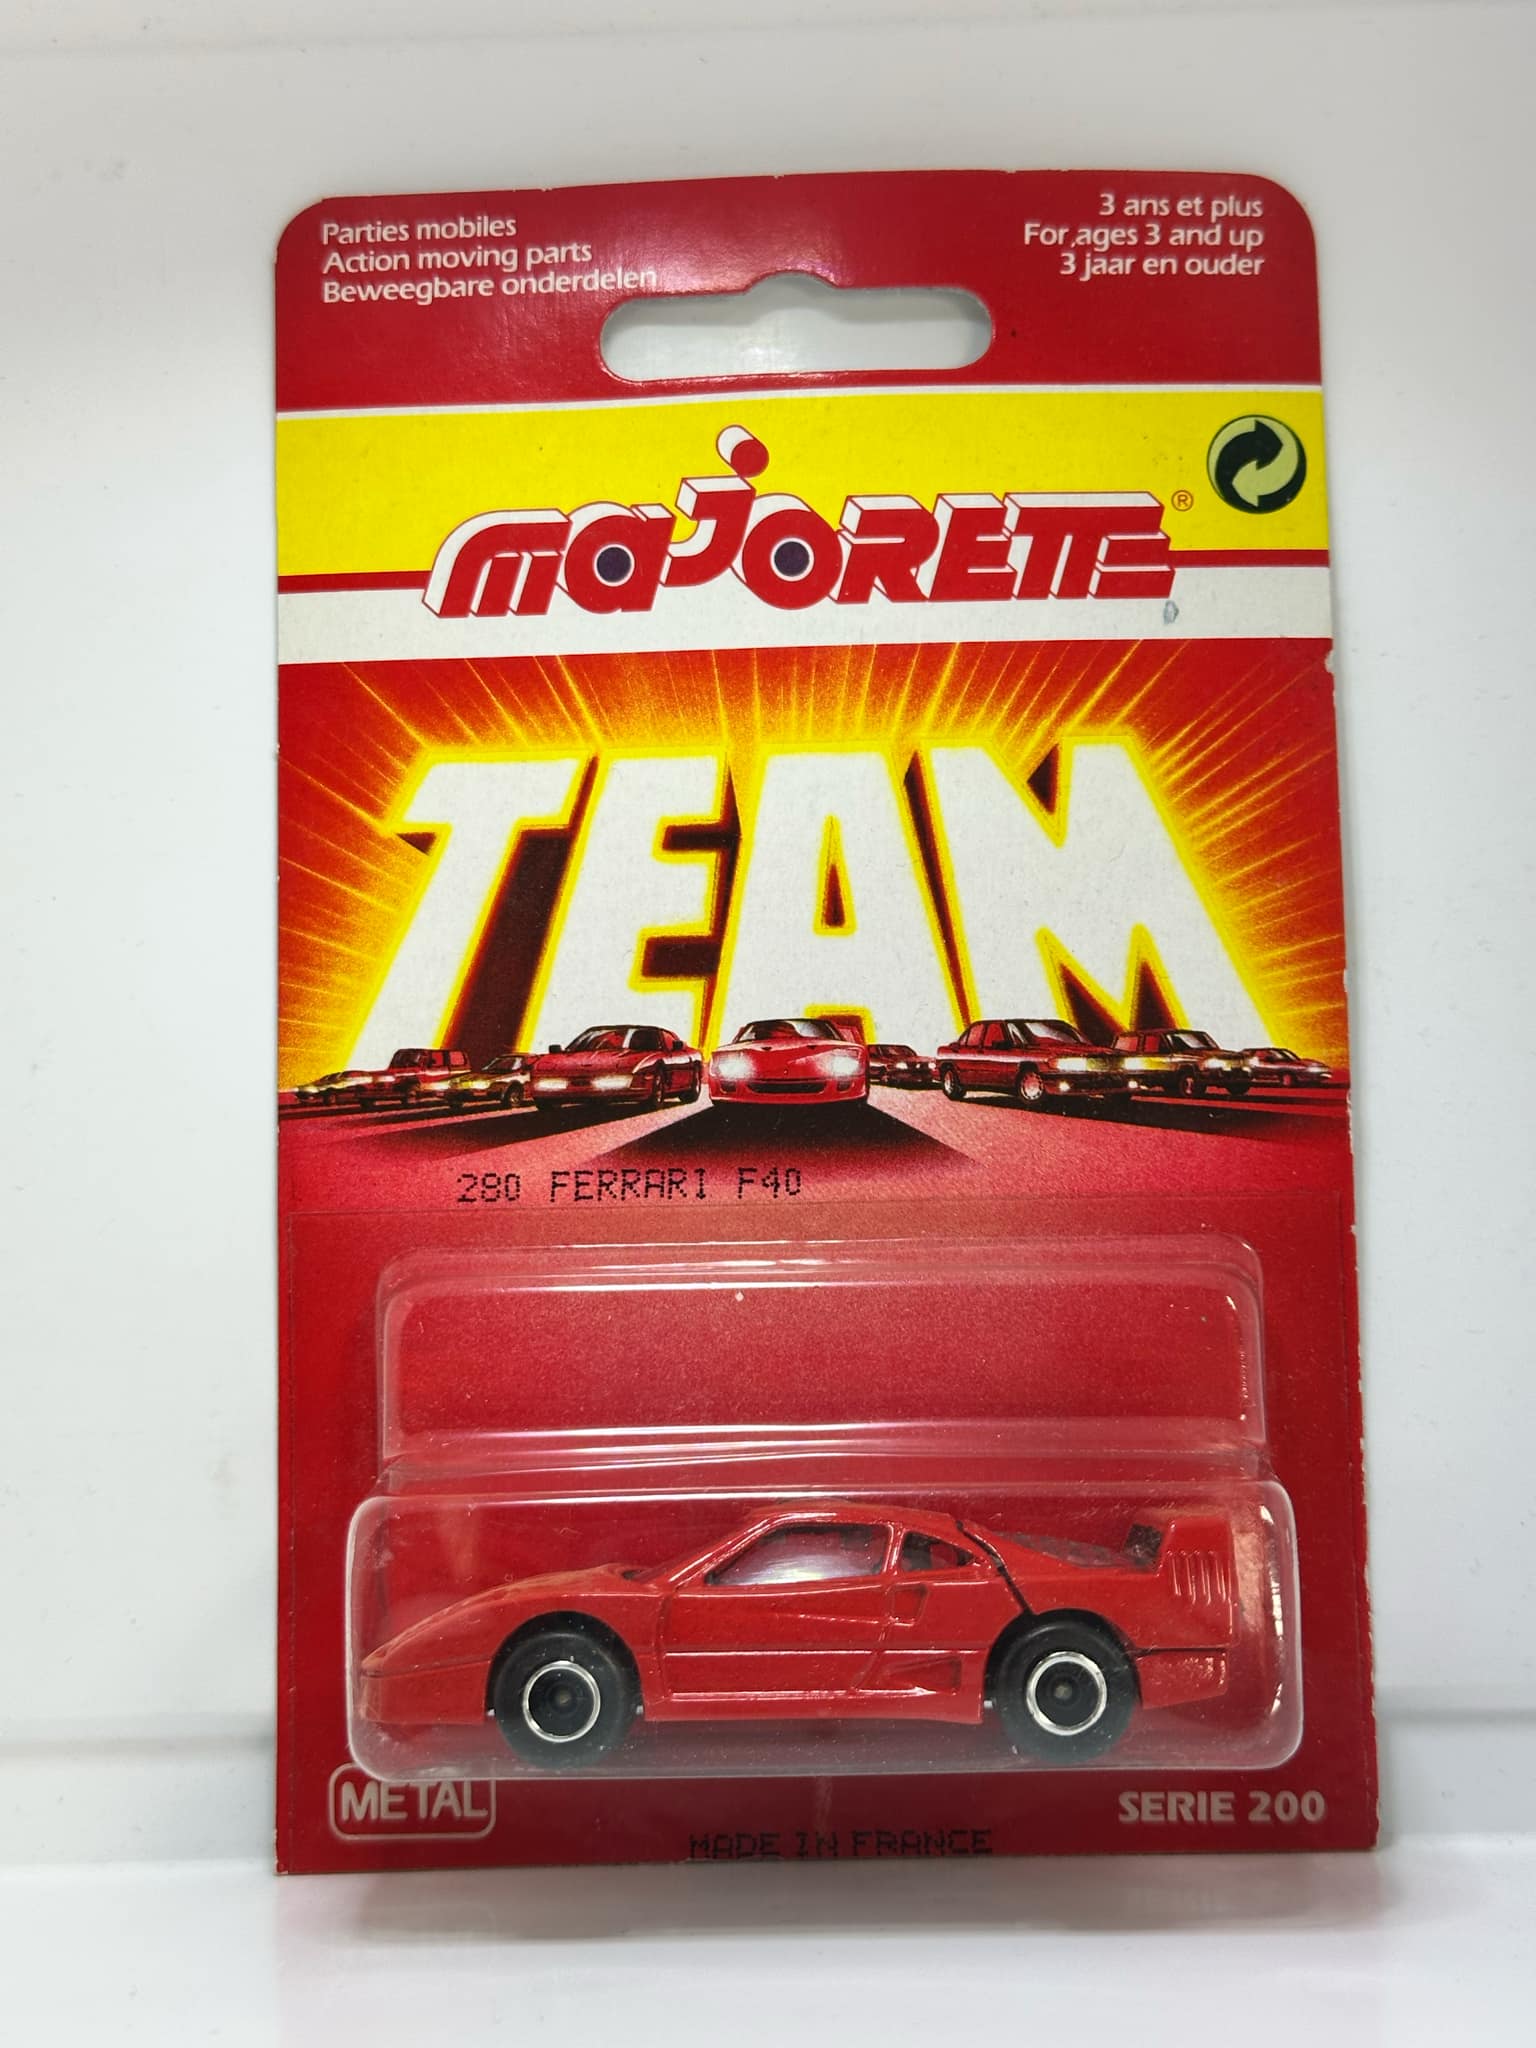 Parties mobiles
Action moving parts
Beweegbare onderdelen
3 ans et plus
For ages 3 and up
3 jaar en ouder
majORETTE ®
TEAM
280 FERRARI F40
METAL
SERIE 200
MADE IN FRANCE